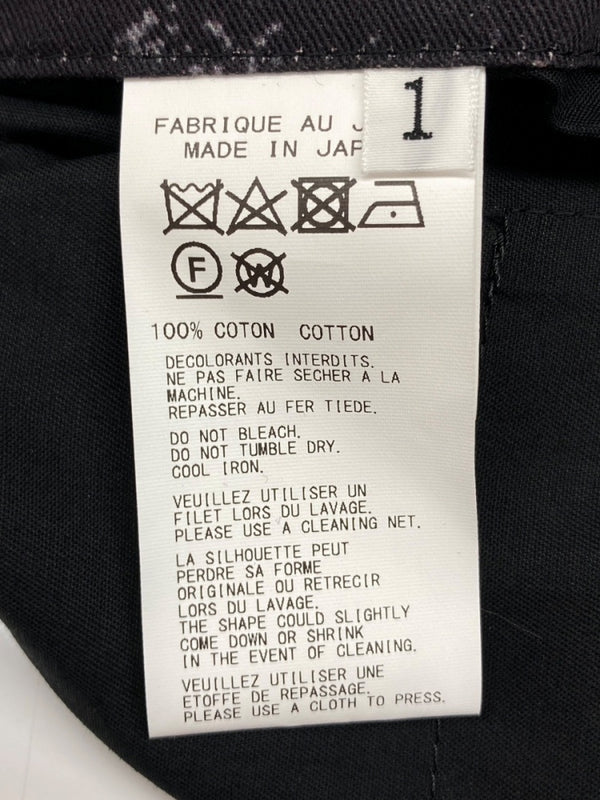 FABRIQUE AU
1
MADE IN
F
W
100% COTON COTTON
DECOLORANTS INTERDITS.
NE PAS FAIRE SECHER A LA
MACHINE.
REPASSER AU FER TIEDE.
DO NOT BLEACH.
DO NOT TUMBLE DRY.
COOL IRON.
VEUILLEZ UTILISER UN
FILET LORS DU LAVAGE.
PLEASE USE A CLEANING NET.
LA SILHOUETTE PEUT
PERDRE SA FORME
ORIGINALE OU RETRECIR
LORS DU LAVAGE.
THE SHAPE COULD SLIGHTLY
COME DOWN OR SHRINK
IN THE EVENT OF CLEANING.
VEUILLEZ UTILISER UNE
ETOFFE DE REPASSAGE.
PLEASE USE A CLOTH TO PRESS.